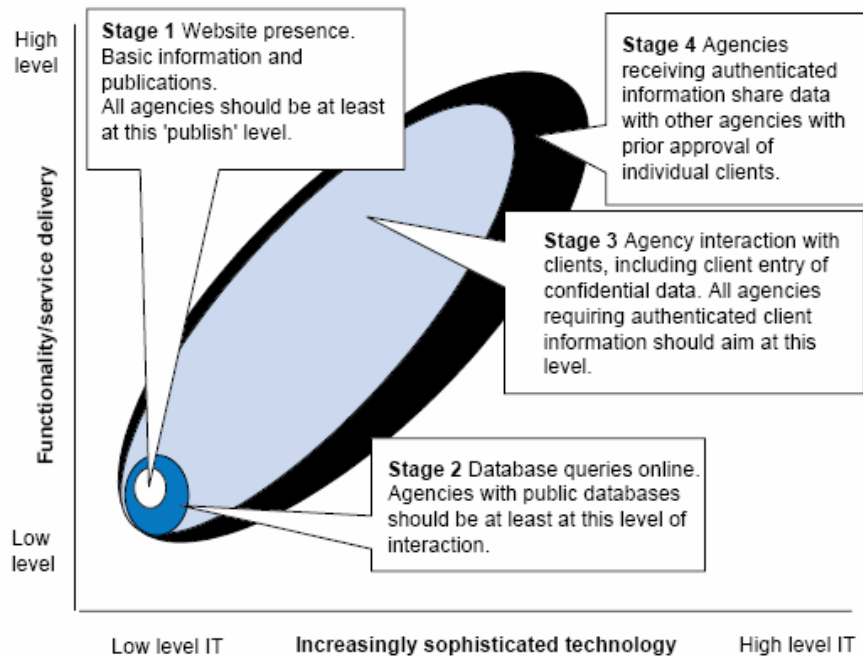 High
level
Stage 1 Website presence.
Basic information and
publications.
All agencies should be at least
at this 'publish' level.
Stage 4 Agencies
receiving authenticated
information share data
with other agencies with
prior approval of
individual clients.
Functionality/service delivery
Stage 3 Agency interaction with
clients, including client entry of
confidential data. All agencies
requiring authenticated client
information should aim at this
level.
Stage 2 Database queries online.
Agencies with public databases
should be at least at this level of
interaction.
Low
level
Low level IT
Increasingly sophisticated technology
High level IT